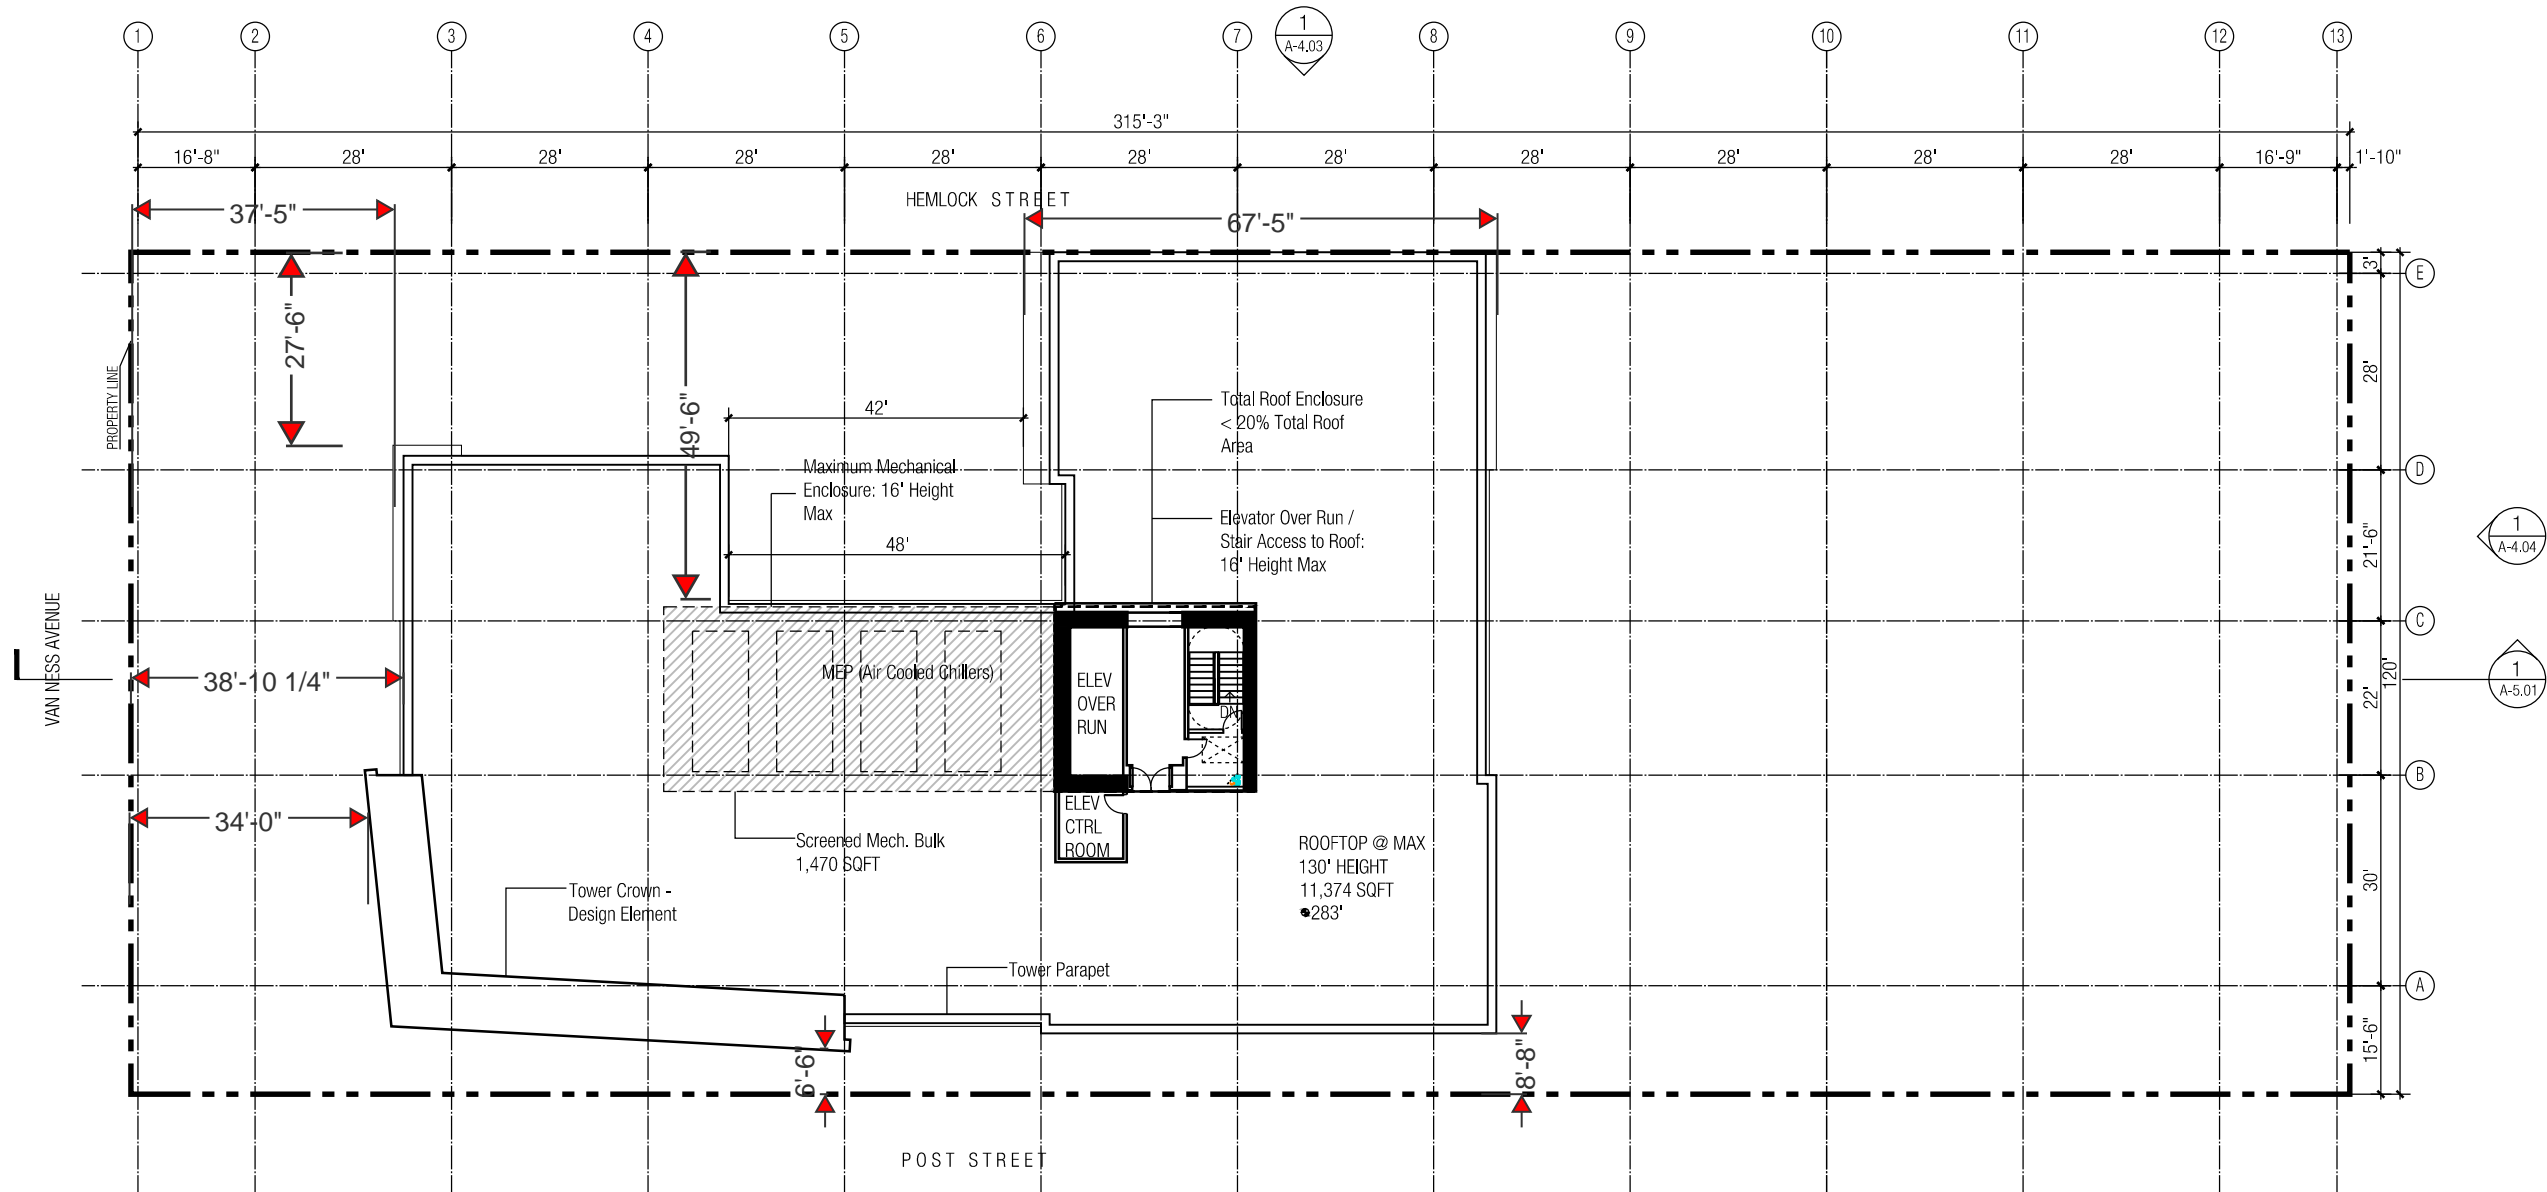 1
2
3
4
5
6
7
8
9
10
11
12
13
1
A-4.03
315'-3"
16'-8"
28'
28'
28'
28'
28'
28'
28'
28'
28'
28'
16'-9"
1'-10"
HEMLOCK STREET
37'-5"
67'-5"
27'-6"
49'-6"
PROPERTY LINE
3'
E
28'
42'
Total Roof Enclosure
< 20% Total Roof
Area
Maximum Mechanical
Enclosure: 16' Height
Max
D
Elevator Over Run /
Stair Access to Roof:
16' Height Max
48'
21'-6"
1
A-4.04
C
VAN NESS AVENUE
38'-10 1/4"
MEP (Air Cooled Chillers)
ELEV
OVER
RUN
DN
22'
120'
1
A-5.01
B
34'-0"
ELEV
CTRL
ROOM
Screened Mech. Bulk
1,470 SQFT
ROOFTOP @ MAX
130' HEIGHT
11,374 SQFT
283'
30'
Tower Crown -
Design Element
Tower Parapet
A
15'-6"
6'-6"
8'-8"
POST STREET